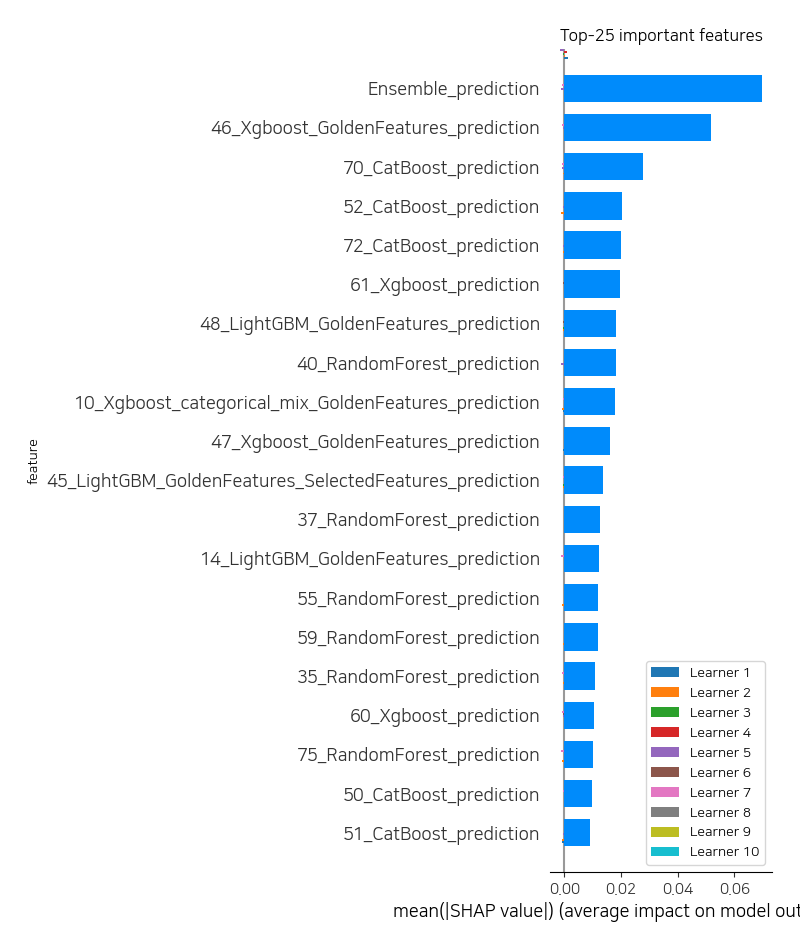 Top-25 important features
Ensemble_prediction
46_Xgboost_GoldenFeatures_prediction
70_CatBoost_prediction
52_CatBoost_prediction
72_CatBoost_prediction
61_Xgboost_prediction
48_LightGBM_GoldenFeatures_prediction
40_RandomForest_prediction
10_Xgboost_categorical_mix_GoldenFeatures_prediction
47_Xgboost_GoldenFeatures_prediction
feature
45_LightGBM_GoldenFeatures_SelectedFeatures_prediction
37_RandomForest_prediction
14_LightGBM_GoldenFeatures_prediction
55_RandomForest_prediction
59_RandomForest_prediction
35_RandomForest_prediction
60_Xgboost_prediction
75_RandomForest_prediction
50_CatBoost_prediction
51_CatBoost_prediction
Learner 1
Learner 2
Learner 3
Learner 4
Learner 5
Learner 6
Learner 7
Learner 8
Learner 9
Learner 10
0.00 0.02 0.04 0.06
mean(|SHAP value|) (average impact on model out